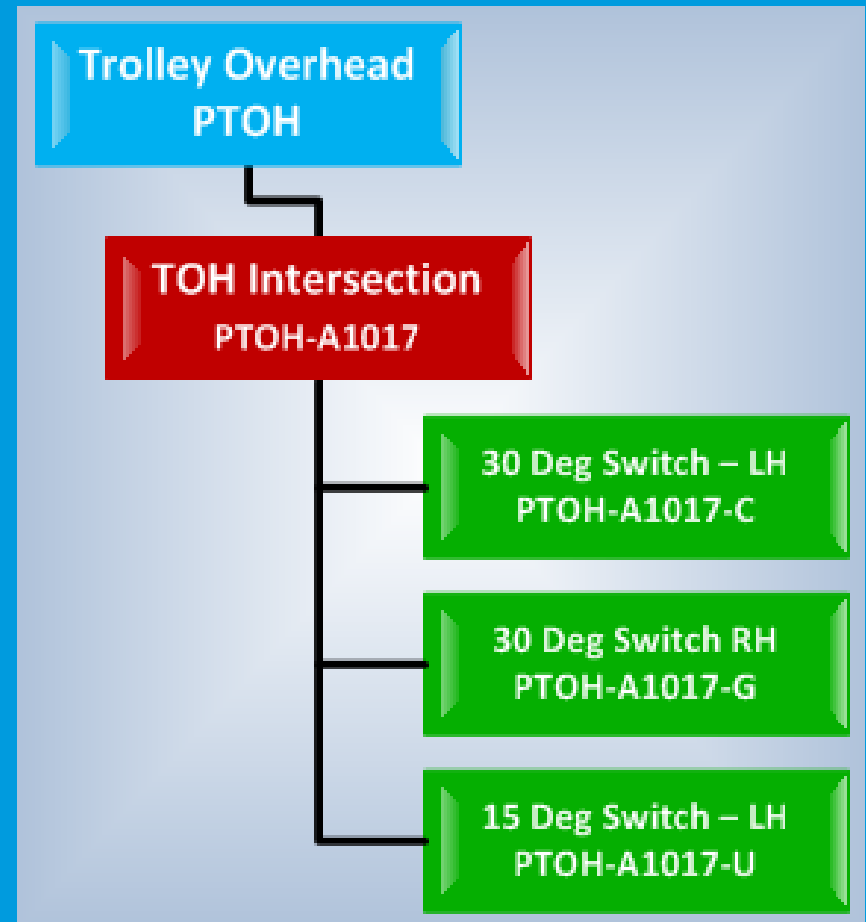 Trolley Overhead
PTOH
TOH Intersection
PTOH-A1017
30 Deg Switch – LH
PTOH-A1017-C
30 Deg Switch RH
PTOH-A1017-G
15 Deg Switch – LH
PTOH-A1017-U